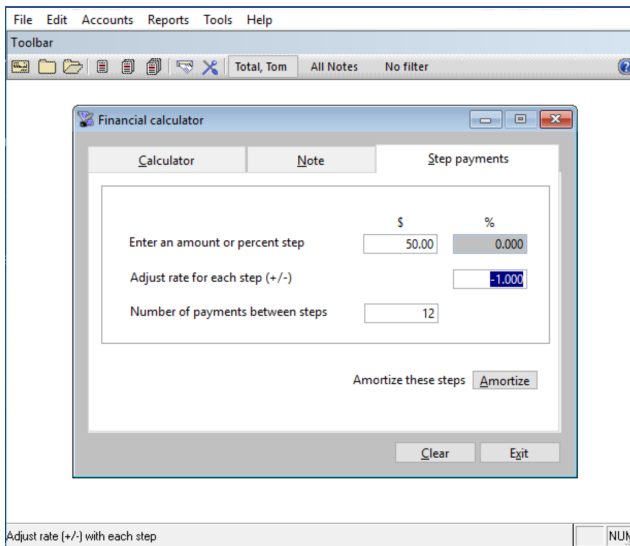 File Edit Accounts Reports Tools Help
Toolbar
Total, Tom All Notes No filter
Financial calculator
Calculator Note Step payments
$ %
Enter an amount or percent step 50.00 0.000
Adjust rate for each step (+/-) -1.000
Number of payments between steps 12
Amortize these steps Amortize
Clear Exit
Adjust rate (+/-) with each step NUM